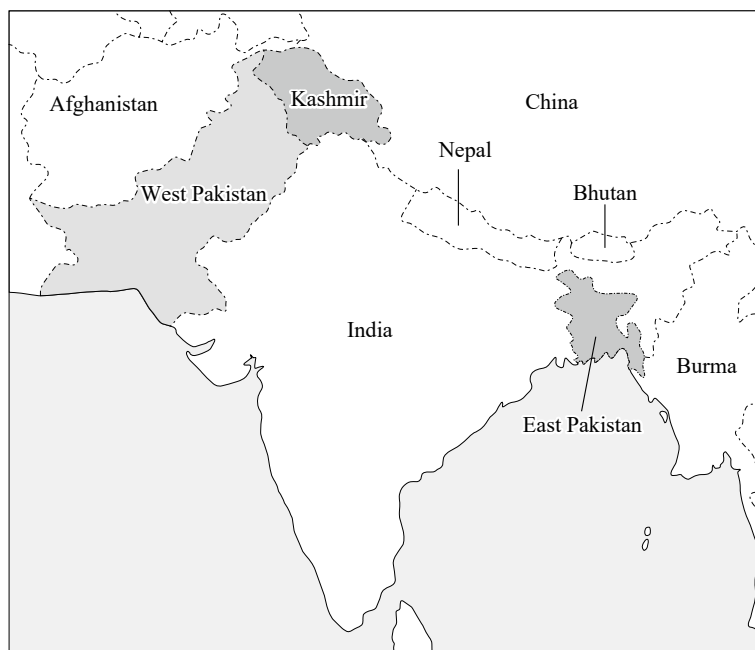 Afghanistan
Kashmir
China
Nepal
West Pakistan
Bhutan
India
Burma
East Pakistan